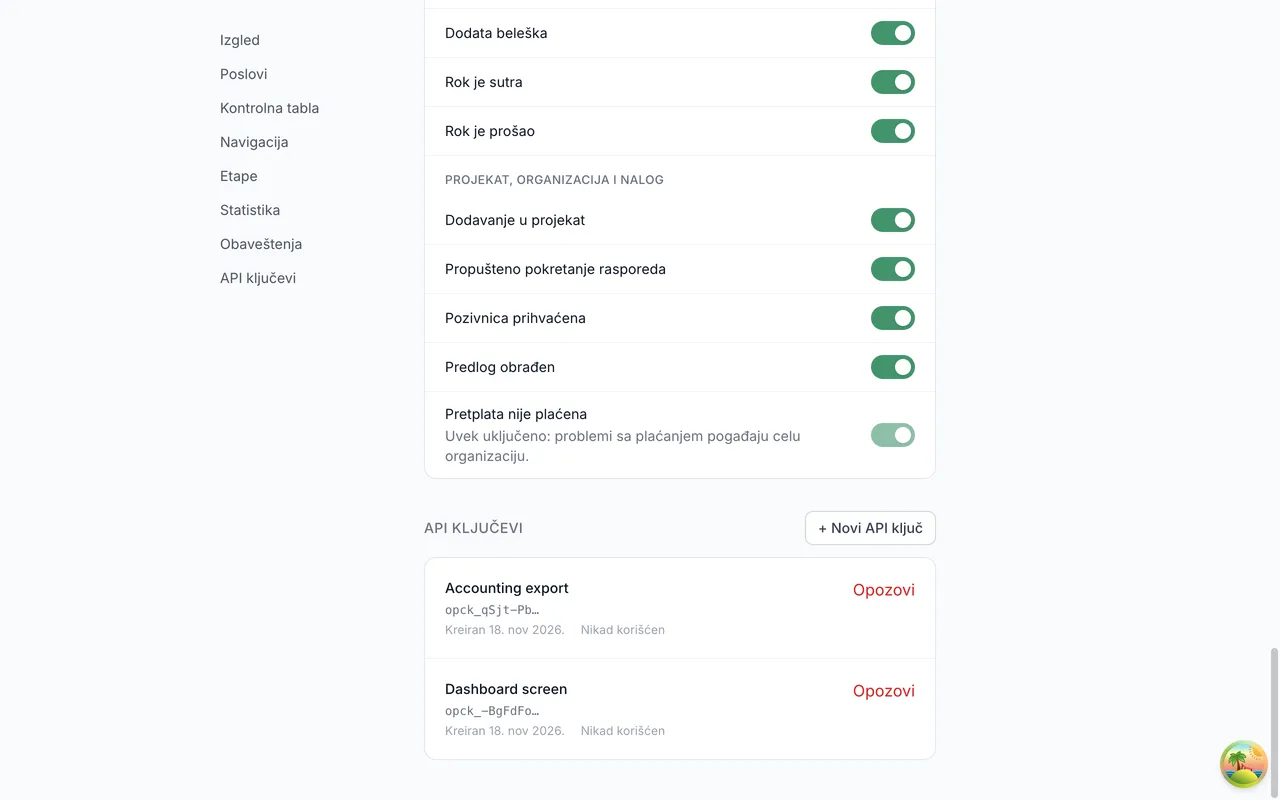 Izgled
Poslovi
Kontrolna tabla
Navigacija
Etape
Statistika
Obaveštenja
API ključevi
Dodata beleška
Rok je sutra
Rok je prošao
PROJEKAT, ORGANIZACIJA I NALOG
Dodavanje u projekat
Propušteno pokretanje rasporeda
Pozivnica prihvaćena
Predlog obrađen
Pretplata nije plaćena
Uvek uključeno: problemi sa plaćanjem pogađaju celu
organizaciju.
API KLJUČEVI
+ Novi API ključ
Accounting export
Opozovi
opck_qSjt-Pb…
Kreiran 18. nov 2026. Nikad korišćen
Dashboard screen
Opozovi
opck_-BgFdFo…
Kreiran 18. nov 2026. Nikad korišćen